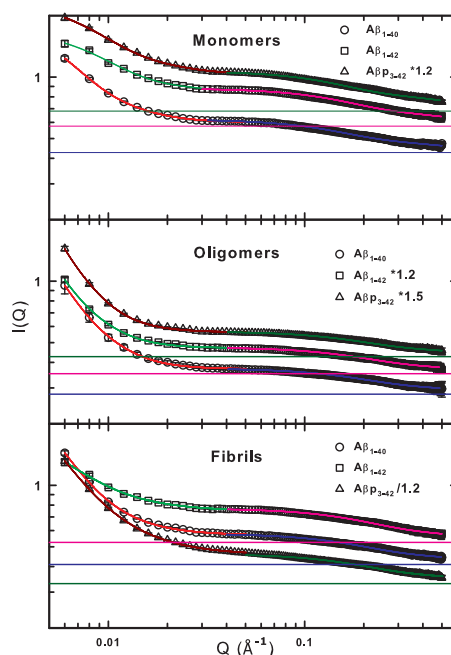 Monomers
Aβ1-40
Aβ1-42
Aβp3-42 *1.2
1
Oligomers
Aβ1-40
Aβ1-42 *1.2
Aβp3-42 *1.5
1
I(Q)
Fibrils
Aβ1-40
Aβ1-42
Aβp3-42/1.2
1
0.01
0.1
Q (Å-1)
Q (Å-1)